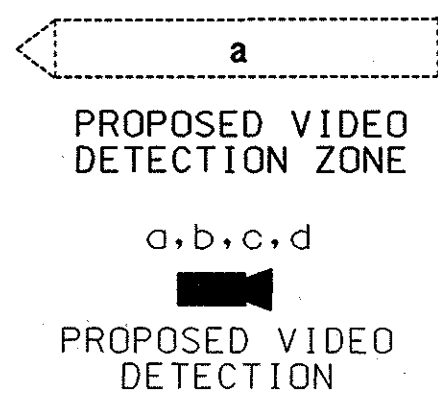 a
PROPOSED VIDEO
DETECTION ZONE
a,b,c,d
PROPOSED VIDEO
DETECTION